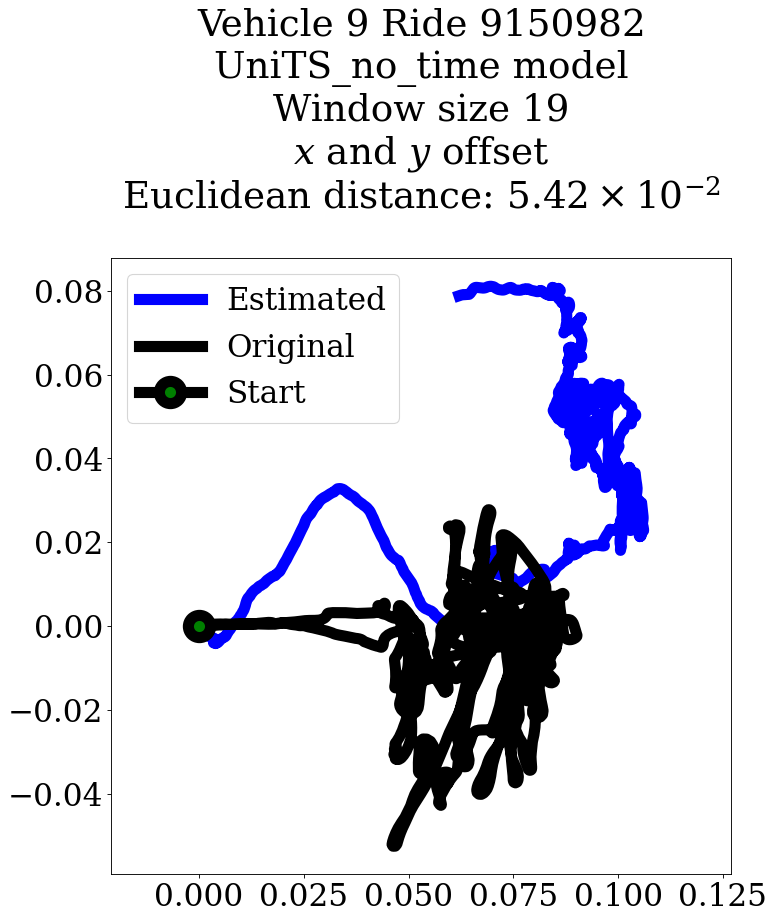 Vehicle 9 Ride 9150982
UniTS_no_time model
Window size 19
x and y offset
Euclidean distance: 5.42 × 10⁻²
Estimated
Original
Start
0.08
0.06
0.04
0.02
0.00
−0.02
−0.04
0.000 0.025 0.050 0.075 0.100 0.125